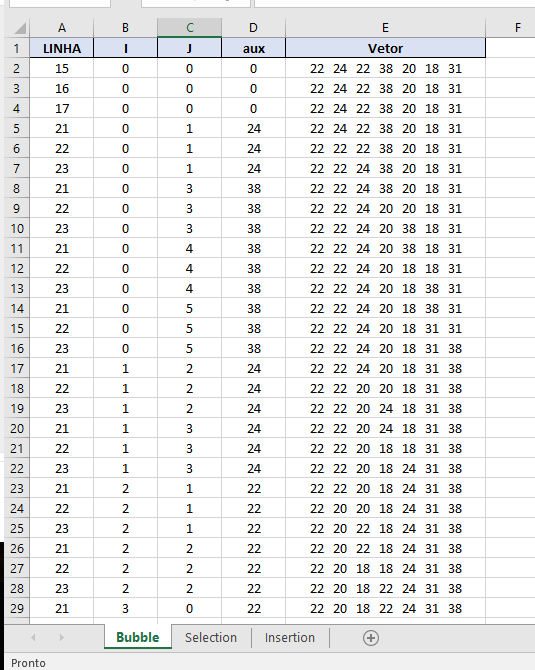 A B C D E F
1 LINHA I J aux Vetor
2 15 0 0 0 22 24 22 38 20 18 31
3 16 0 0 0 22 24 22 38 20 18 31
4 17 0 0 0 22 24 22 38 20 18 31
5 21 0 1 24 22 24 22 38 20 18 31
6 22 0 1 24 22 22 22 38 20 18 31
7 23 0 1 24 22 22 24 38 20 18 31
8 21 0 3 38 22 22 24 38 20 18 31
9 22 0 3 38 22 22 24 20 20 18 31
10 23 0 3 38 22 22 24 20 38 18 31
11 21 0 4 38 22 22 24 20 38 18 31
12 22 0 4 38 22 22 24 20 18 18 31
13 23 0 4 38 22 22 24 20 18 38 31
14 21 0 5 38 22 22 24 20 18 38 31
15 22 0 5 38 22 22 24 20 18 31 31
16 23 0 5 38 22 22 24 20 18 31 38
17 21 1 2 24 22 22 24 20 18 31 38
18 22 1 2 24 22 22 20 20 18 31 38
19 23 1 2 24 22 22 20 24 18 31 38
20 21 1 3 24 22 22 20 24 18 31 38
21 22 1 3 24 22 22 20 18 18 31 38
22 23 1 3 24 22 22 20 18 24 31 38
23 21 2 1 22 22 22 20 18 24 31 38
24 22 2 1 22 22 20 20 18 24 31 38
25 23 2 1 22 22 20 22 18 24 31 38
26 21 2 2 22 22 20 22 18 24 31 38
27 22 2 2 22 22 20 18 18 24 31 38
28 23 2 2 22 22 20 18 22 24 31 38
29 21 3 0 22 22 20 18 22 24 31 38
Bubble Selection Insertion
Pronto